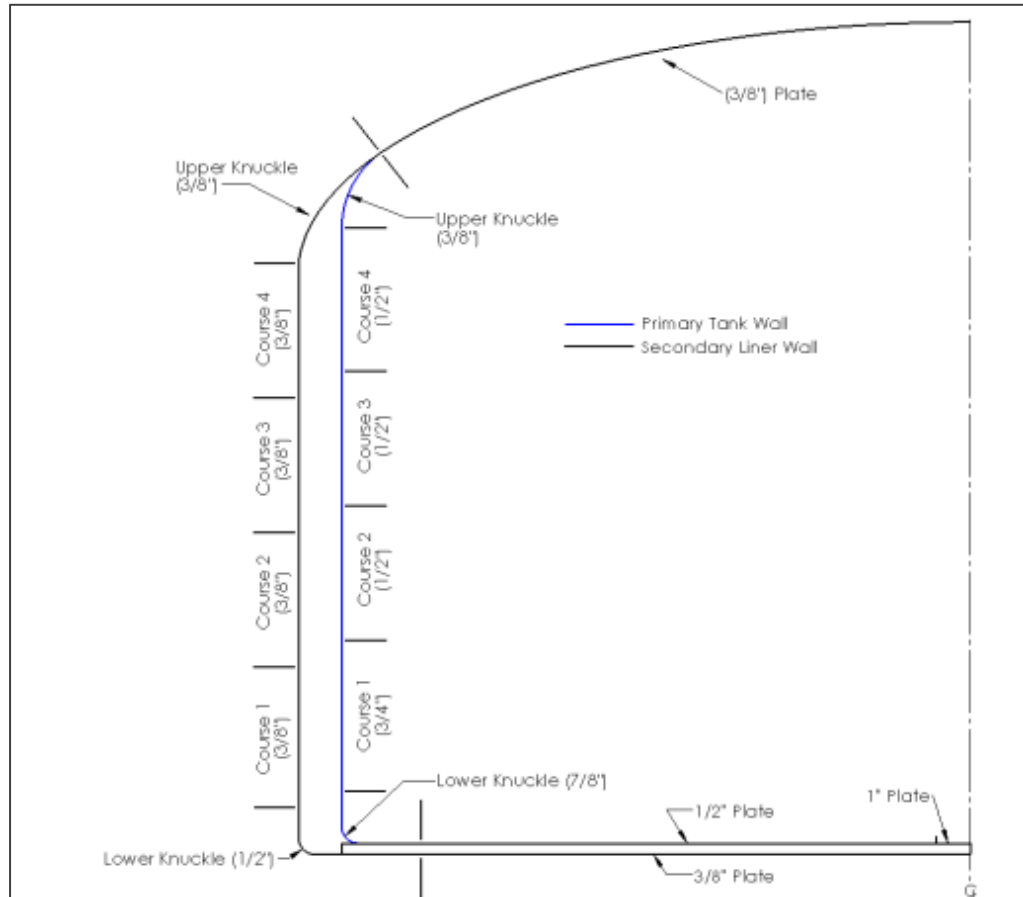 (3/8") Plate
Upper Knuckle
(3/8")
Upper Knuckle
(3/8")
Course 4
(3/8")
Course 4
(1/2")
Primary Tank Wall
Secondary Liner Wall
Course 3
(3/8")
Course 3
(1/2")
Course 2
(3/8")
Course 2
(1/2")
Course 1
(3/8")
Course 1
(3/4")
Lower Knuckle (7/8")
1/2" Plate
1" Plate
Lower Knuckle (1/2")
3/8" Plate